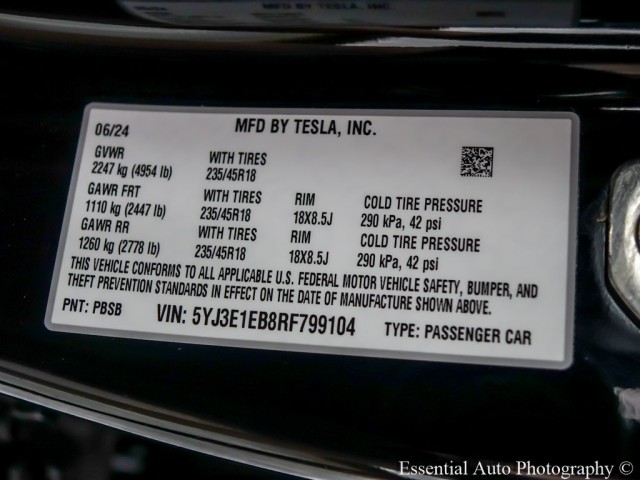 06/24 MFD BY TESLA, INC.
GVWR WITH TIRES
2247 kg (4954 lb) 235/45R18
GAWR FRT WITH TIRES RIM COLD TIRE PRESSURE
1110 kg (2447 lb) 235/45R18 18X8.5J 290 kPa, 42 psi
GAWR RR WITH TIRES RIM COLD TIRE PRESSURE
1260 kg (2778 lb) 235/45R18 18X8.5J 290 kPa, 42 psi
THIS VEHICLE CONFORMS TO ALL APPLICABLE U.S. FEDERAL MOTOR VEHICLE SAFETY, BUMPER, AND
THEFT PREVENTION STANDARDS IN EFFECT ON THE DATE OF MANUFACTURE SHOWN ABOVE.
PNT: PBSB VIN: 5YJ3E1EB8RF799104 TYPE: PASSENGER CAR
Essential Auto Photography ©